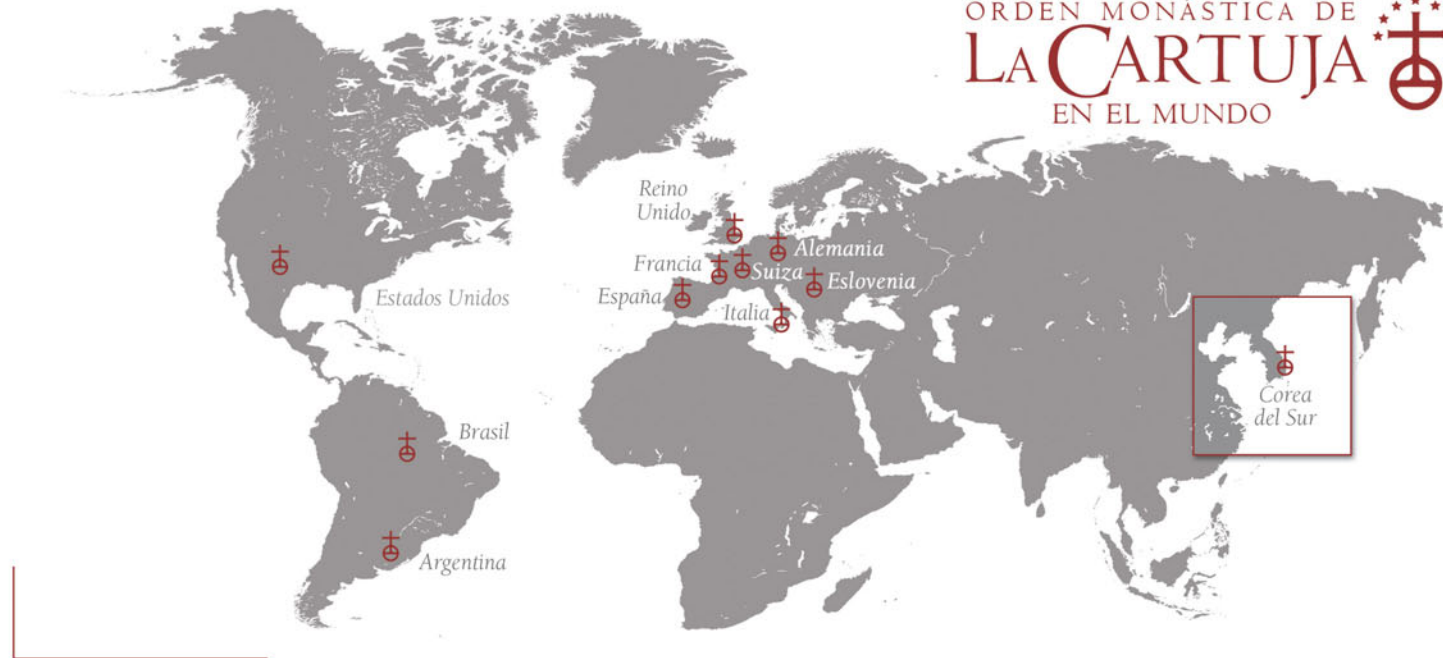 ORDEN MONÁSTICA DE
LA CARTUJA
EN EL MUNDO
Reino
Unido
Alemania
Francia
Suiza
Eslovenia
España
Italia
Estados Unidos
Corea
del Sur
Brasil
Argentina